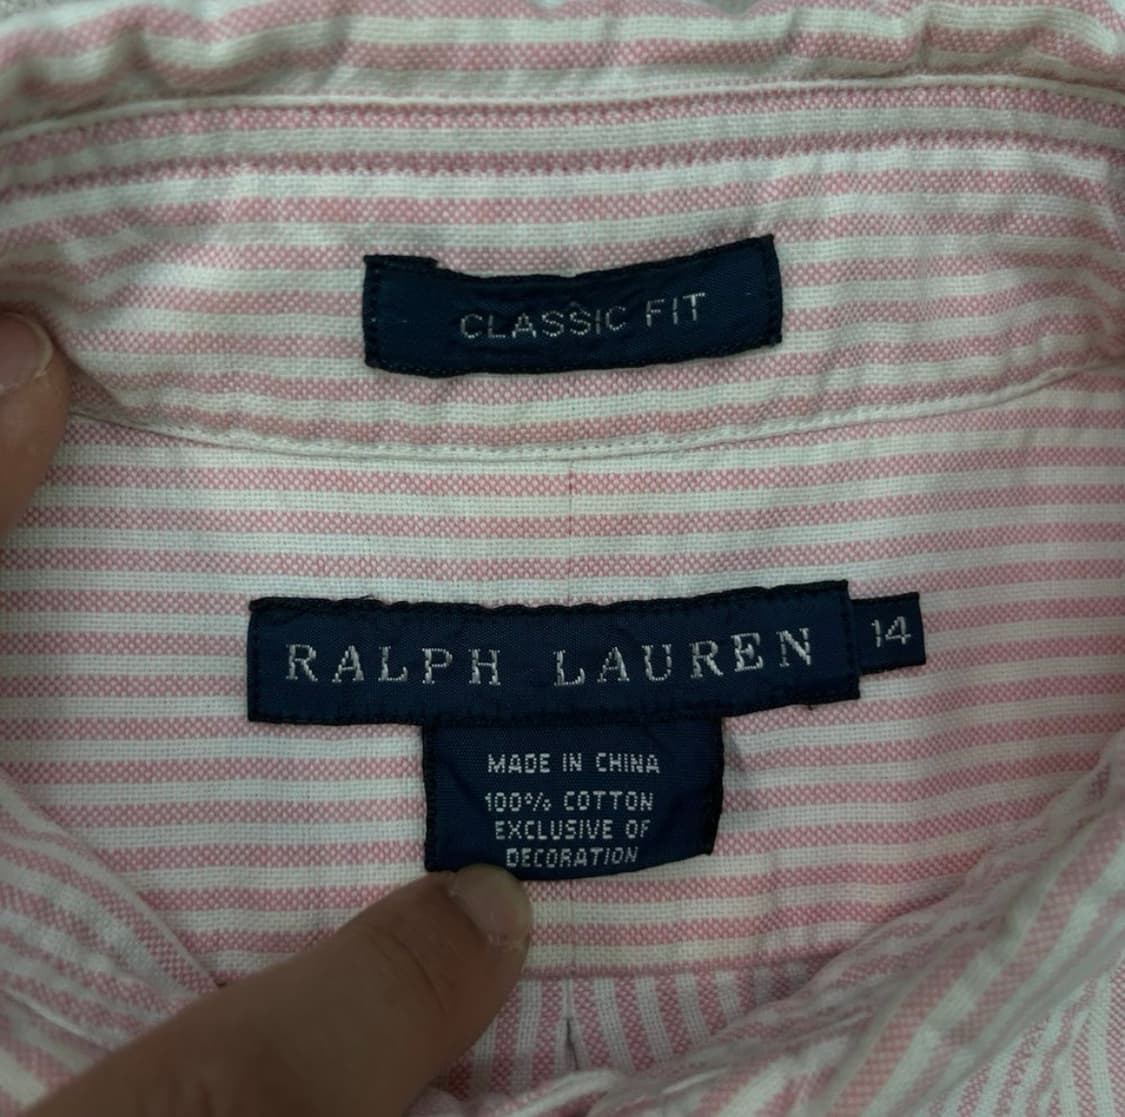 CLASSIC FIT
RALPH LAUREN 14
MADE IN CHINA
100% COTTON
EXCLUSIVE OF
DECORATION